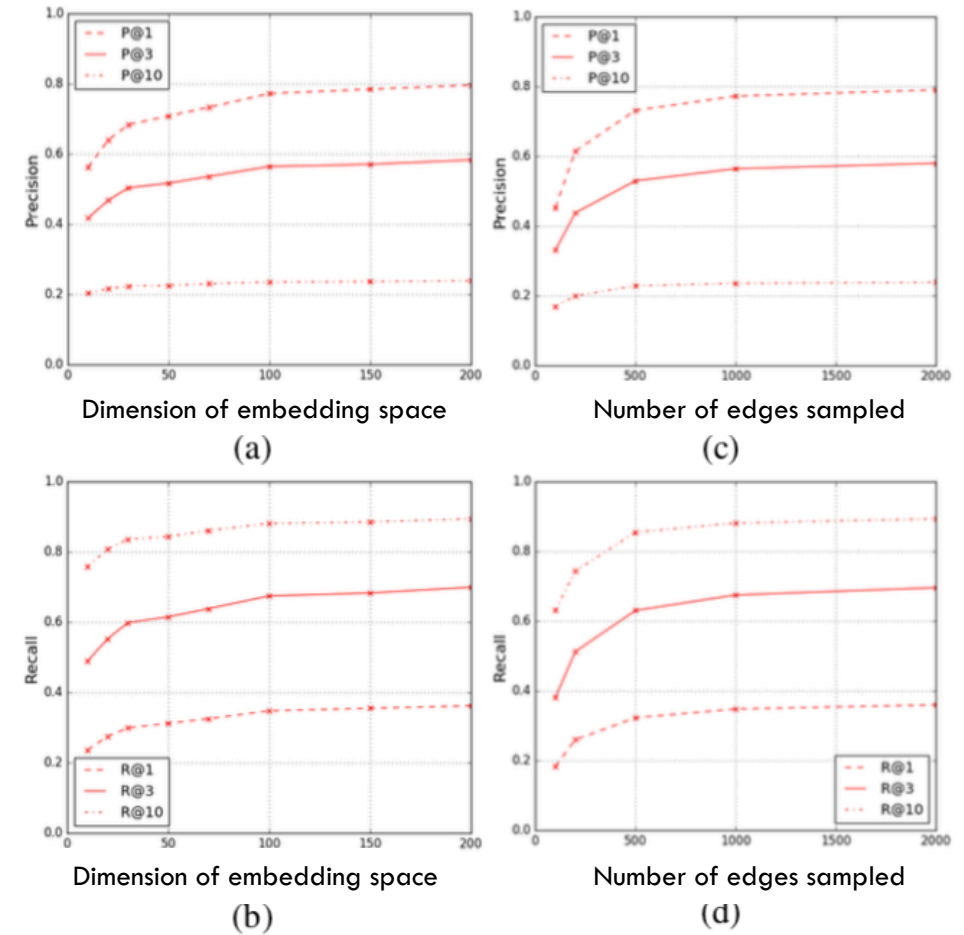 1.0
P@1
P@3
P@10
0.8
0.6
0.4
0.2
0.0
Precision
0 50 100 150 200
Dimension of embedding space
(a)
1.0
P@1
P@3
P@10
0.8
0.6
0.4
0.2
0.0
Precision
0 500 1000 1500 2000
Number of edges sampled
(c)
1.0
0.8
0.6
0.4
0.2
0.0
Recall
R@1
R@3
R@10
0 50 100 150 200
Dimension of embedding space
(b)
1.0
0.8
0.6
0.4
0.2
0.0
Recall
R@1
R@3
R@10
0 500 1000 1500 2000
Number of edges sampled
(d)